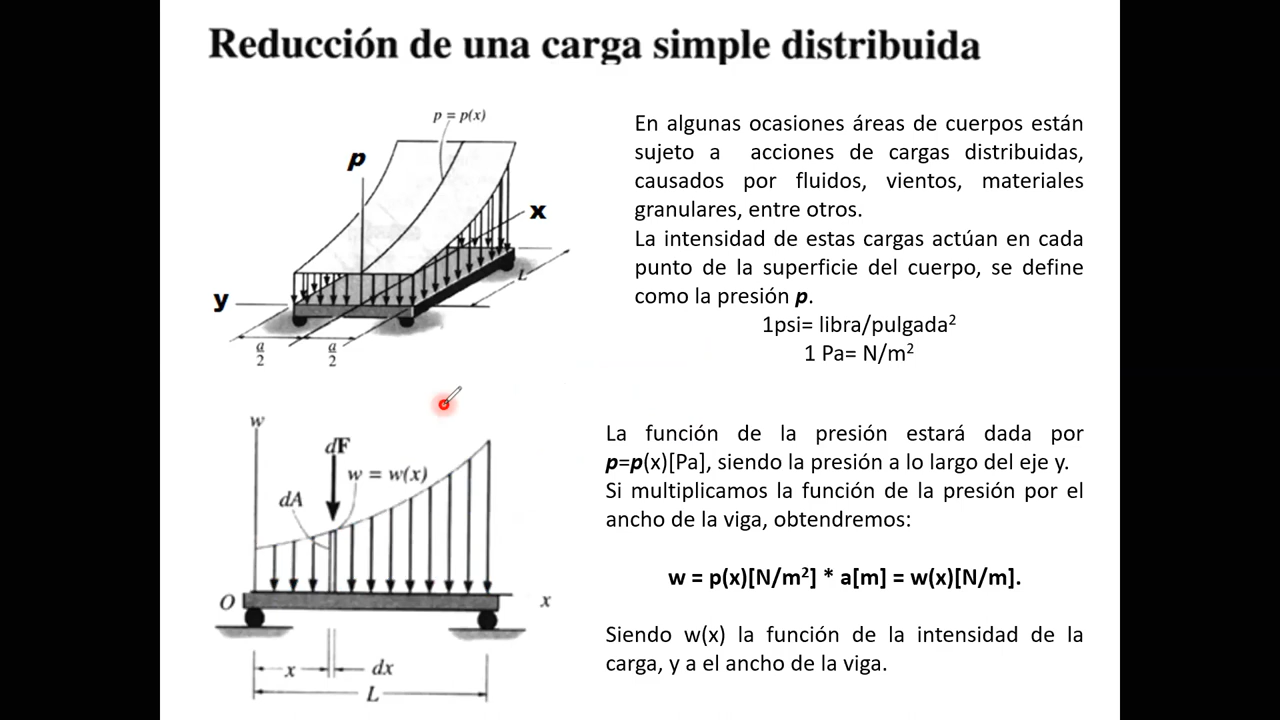 Reducción de una carga simple distribuida
p = p(x)
p
x
y
L
a
2
a
2
En algunas ocasiones áreas de cuerpos están
sujeto a acciones de cargas distribuidas,
causados por fluidos, vientos, materiales
granulares, entre otros.
La intensidad de estas cargas actúan en cada
punto de la superficie del cuerpo, se define
como la presión p.
1psi= libra/pulgada²
1 Pa= N/m²
w
dF
w = w(x)
dA
O
x
x
dx
L
La función de la presión estará dada por
p=p(x)[Pa], siendo la presión a lo largo del eje y.
Si multiplicamos la función de la presión por el
ancho de la viga, obtendremos:
w = p(x)[N/m²] * a[m] = w(x)[N/m].
Siendo w(x) la función de la intensidad de la
carga, y a el ancho de la viga.